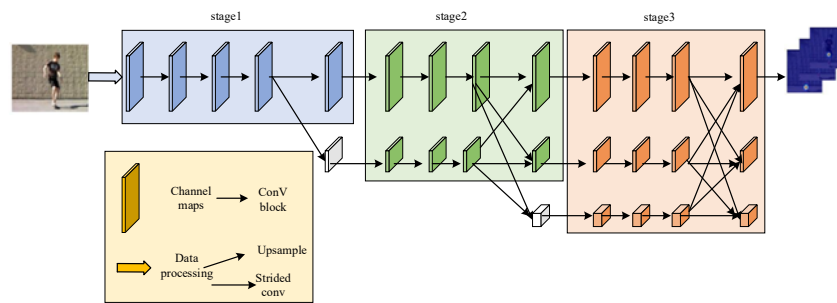 stage1
stage2
stage3
Channel
maps
ConV
block
Data
processing
Upsample
Strided
conv